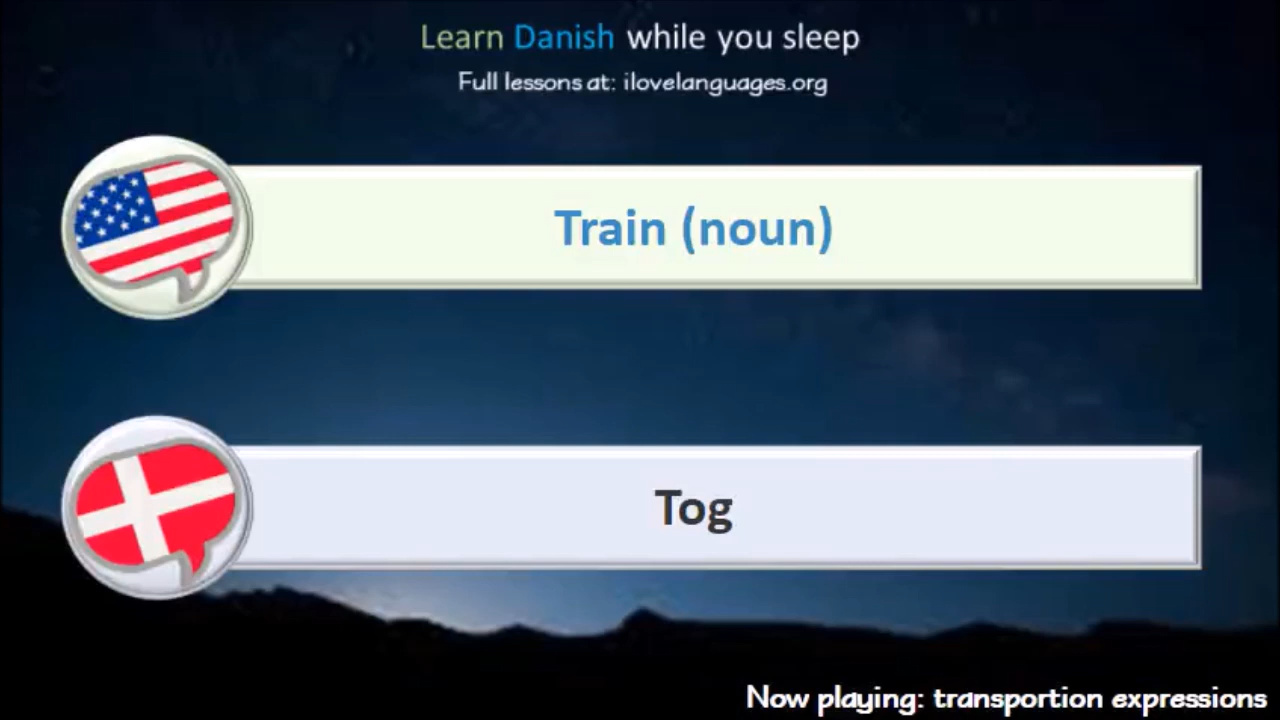 Learn Danish while you sleep
Full lessons at: ilovelanguages.org
Train (noun)
Tog
Now playing: transportion expressions